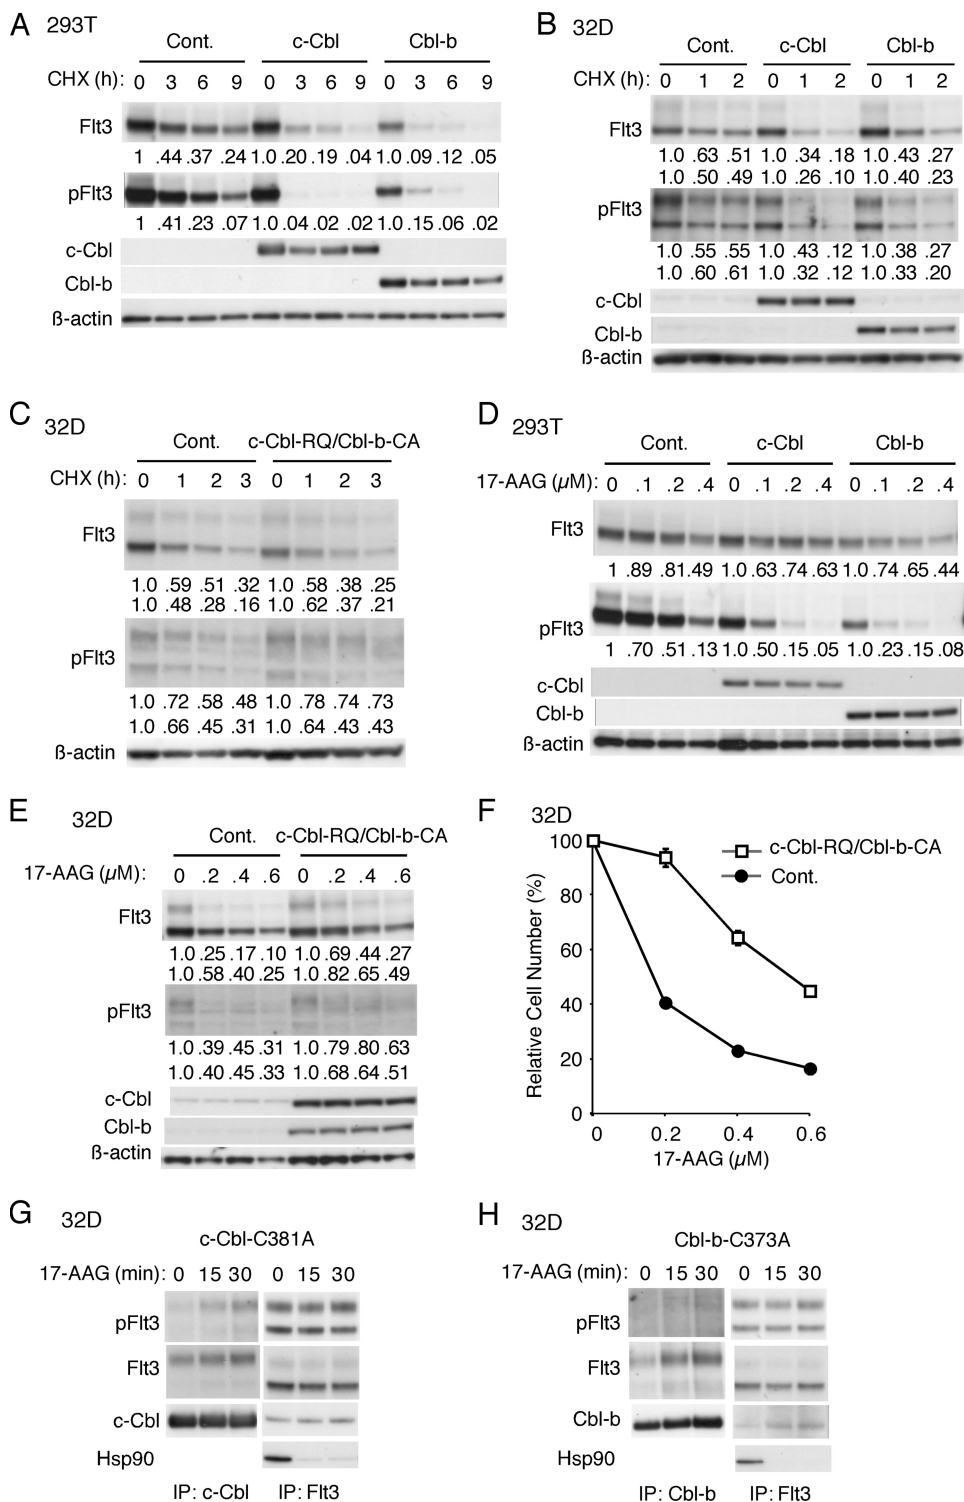 A 293T
Cont. c-Cbl Cbl-b
CHX (h): 0 3 6 9 0 3 6 9 0 3 6 9
Flt3
1 .44 .37 .24 1.0 .20 .19 .04 1.0 .09 .12 .05
pFlt3
1 .41 .23 .07 1.0 .04 .02 .02 1.0 .15 .06 .02
c-Cbl
Cbl-b
ß-actin
B 32D
Cont. c-Cbl Cbl-b
CHX (h): 0 1 2 0 1 2 0 1 2
Flt3
1.0 .63 .51 1.0 .34 .18 1.0 .43 .27
1.0 .50 .49 1.0 .26 .10 1.0 .40 .23
pFlt3
1.0 .55 .55 1.0 .43 .12 1.0 .38 .27
1.0 .60 .61 1.0 .32 .12 1.0 .33 .20
c-Cbl
Cbl-b
ß-actin
C 32D
Cont. c-Cbl-RQ/Cbl-b-CA
CHX (h): 0 1 2 3 0 1 2 3
Flt3
1.0 .59 .51 .32 1.0 .58 .38 .25
1.0 .48 .28 .16 1.0 .62 .37 .21
pFlt3
1.0 .72 .58 .48 1.0 .78 .74 .73
1.0 .66 .45 .31 1.0 .64 .43 .43
ß-actin
D 293T
Cont. c-Cbl Cbl-b
17-AAG (µM): 0 .1 .2 .4 0 .1 .2 .4 0 .1 .2 .4
Flt3
1 .89 .81 .49 1.0 .63 .74 .63 1.0 .74 .65 .44
pFlt3
1 .70 .51 .13 1.0 .50 .15 .05 1.0 .23 .15 .08
c-Cbl
Cbl-b
ß-actin
E 32D
Cont. c-Cbl-RQ/Cbl-b-CA
17-AAG (µM): 0 .2 .4 .6 0 .2 .4 .6
Flt3
1.0 .25 .17 .10 1.0 .69 .44 .27
1.0 .58 .40 .25 1.0 .82 .65 .49
pFlt3
1.0 .39 .45 .31 1.0 .79 .80 .63
1.0 .40 .45 .33 1.0 .68 .64 .51
c-Cbl
Cbl-b
ß-actin
F 32D
c-Cbl-RQ/Cbl-b-CA
Cont.
Relative Cell Number (%)
100
80
60
40
20
0
0 0.2 0.4 0.6
17-AAG (µM)
G 32D
c-Cbl-C381A
17-AAG (min): 0 15 30 0 15 30
pFlt3
Flt3
c-Cbl
Hsp90
IP: c-Cbl IP: Flt3
H 32D
Cbl-b-C373A
17-AAG (min): 0 15 30 0 15 30
pFlt3
Flt3
Cbl-b
Hsp90
IP: Cbl-b IP: Flt3